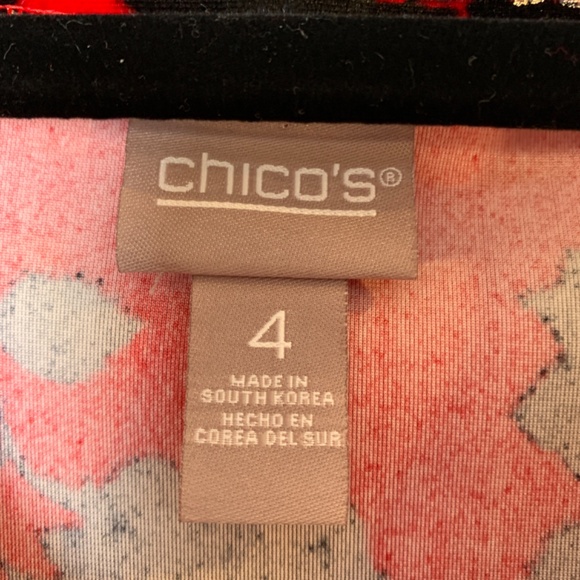 chico's®
4
MADE IN
SOUTH KOREA
HECHO EN
COREA DEL SUR